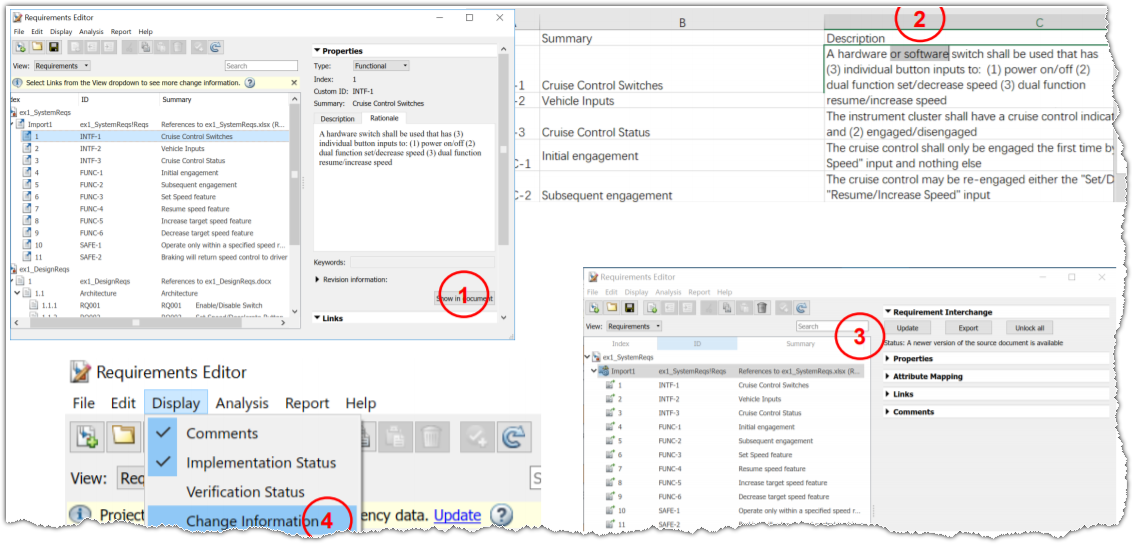 Requirements Editor
File Edit Display Analysis Report Help
View: Requirements Search
Select Links from the View dropdown to see more change information.
ID Summary
ex1_SystemReqs
Import1 ex1_SystemReqs!Reqs References to ex1_SystemReqs.xlsx (R...
1 INTF-1 Cruise Control Switches
2 INTF-2 Vehicle Inputs
3 INTF-3 Cruise Control Status
4 FUNC-1 Initial engagement
5 FUNC-2 Subsequent engagement
6 FUNC-3 Set Speed feature
7 FUNC-4 Resume speed feature
8 FUNC-5 Increase target speed feature
9 FUNC-6 Decrease target speed feature
10 SAFE-1 Operate only within a specified speed r...
11 SAFE-2 Braking will return speed control to driver
ex1_DesignReqs
1 ex1_DesignReqs References to ex1_DesignReqs.docx
1.1 Architecture Architecture
1.1.1 RQ001 RQ001 Enable/Disable Switch
Properties
Type: Functional
Index: 1
Custom ID: INTF-1
Summary: Cruise Control Switches
Description Rationale
A hardware switch shall be used that has (3)
individual button inputs to: (1) power on/off (2)
dual function set/decrease speed (3) dual function
resume/increase speed
Keywords:
Revision information:
Show in document
1
Links
B C
2
Summary Description
A hardware or software switch shall be used that has
(3) individual button inputs to: (1) power on/off (2)
dual function set/decrease speed (3) dual function
-1 Cruise Control Switches resume/increase speed
-2 Vehicle Inputs The instrument cluster shall have a cruise control indicat
-3 Cruise Control Status and (2) engaged/disengaged
The cruise control shall only be engaged the first time by
C-1 Initial engagement Speed" input and nothing else
The cruise control may be re-engaged either the "Set/D
C-2 Subsequent engagement "Resume/Increase Speed" input
Requirements Editor
File Edit Display Analysis Report Help
View: Requirements Search
3
Index ID Summary
ex1_SystemReqs
Import1 ex1_SystemReqs!Reqs References to ex1_SystemReqs.xlsx (R...
1 INTF-1 Cruise Control Switches
2 INTF-2 Vehicle Inputs
3 INTF-3 Cruise Control Status
4 FUNC-1 Initial engagement
5 FUNC-2 Subsequent engagement
6 FUNC-3 Set Speed feature
7 FUNC-4 Resume speed feature
8 FUNC-5 Increase target speed feature
9 FUNC-6 Decrease target speed feature
10 SAFE-1 Operate only within a specified speed r...
11 SAFE-2
Requirement Interchange
Update Export Unlock all
Status: A newer version of the source document is available
Properties
Attribute Mapping
Links
Comments
Requirements Editor
File Edit Display Analysis Report Help
Comments
Implementation Status
View: Req
Verification Status
Project
Change Information
4
ency data. Update